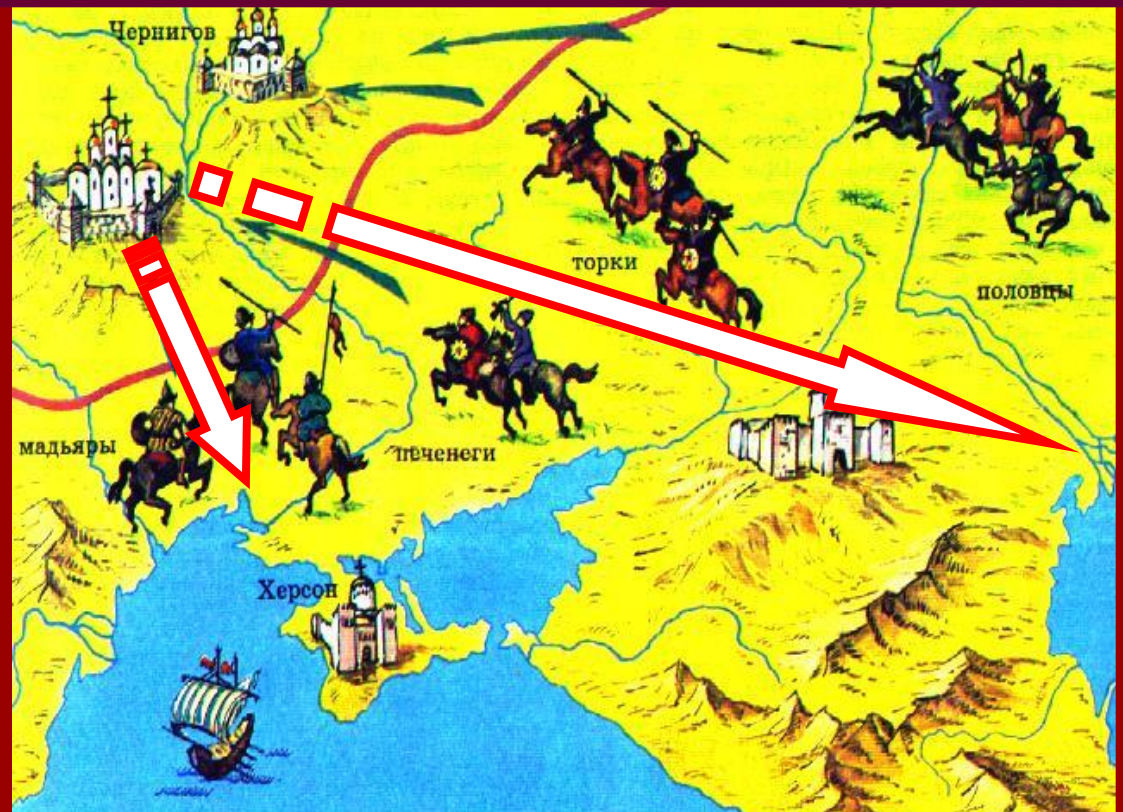 Чернигов
торки
половцы
мадьяры
печенеги
Херсон